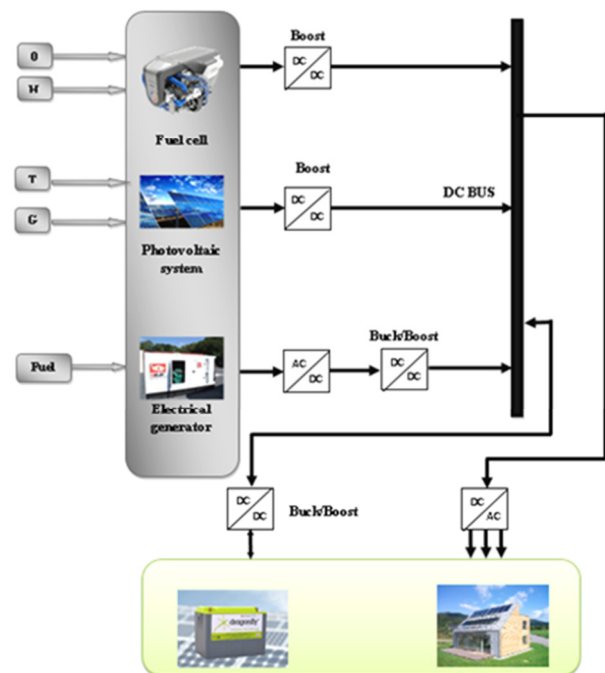 Boost
O
DC
DC
H
Fuel cell
Boost
T
DC
DC
DC BUS
G
Photovoltaic
system
Buck/Boost
Fuel
AC
DC
DC
DC
Electrical
generator
DC
DC
Buck/Boost
DC
AC
dragonfly